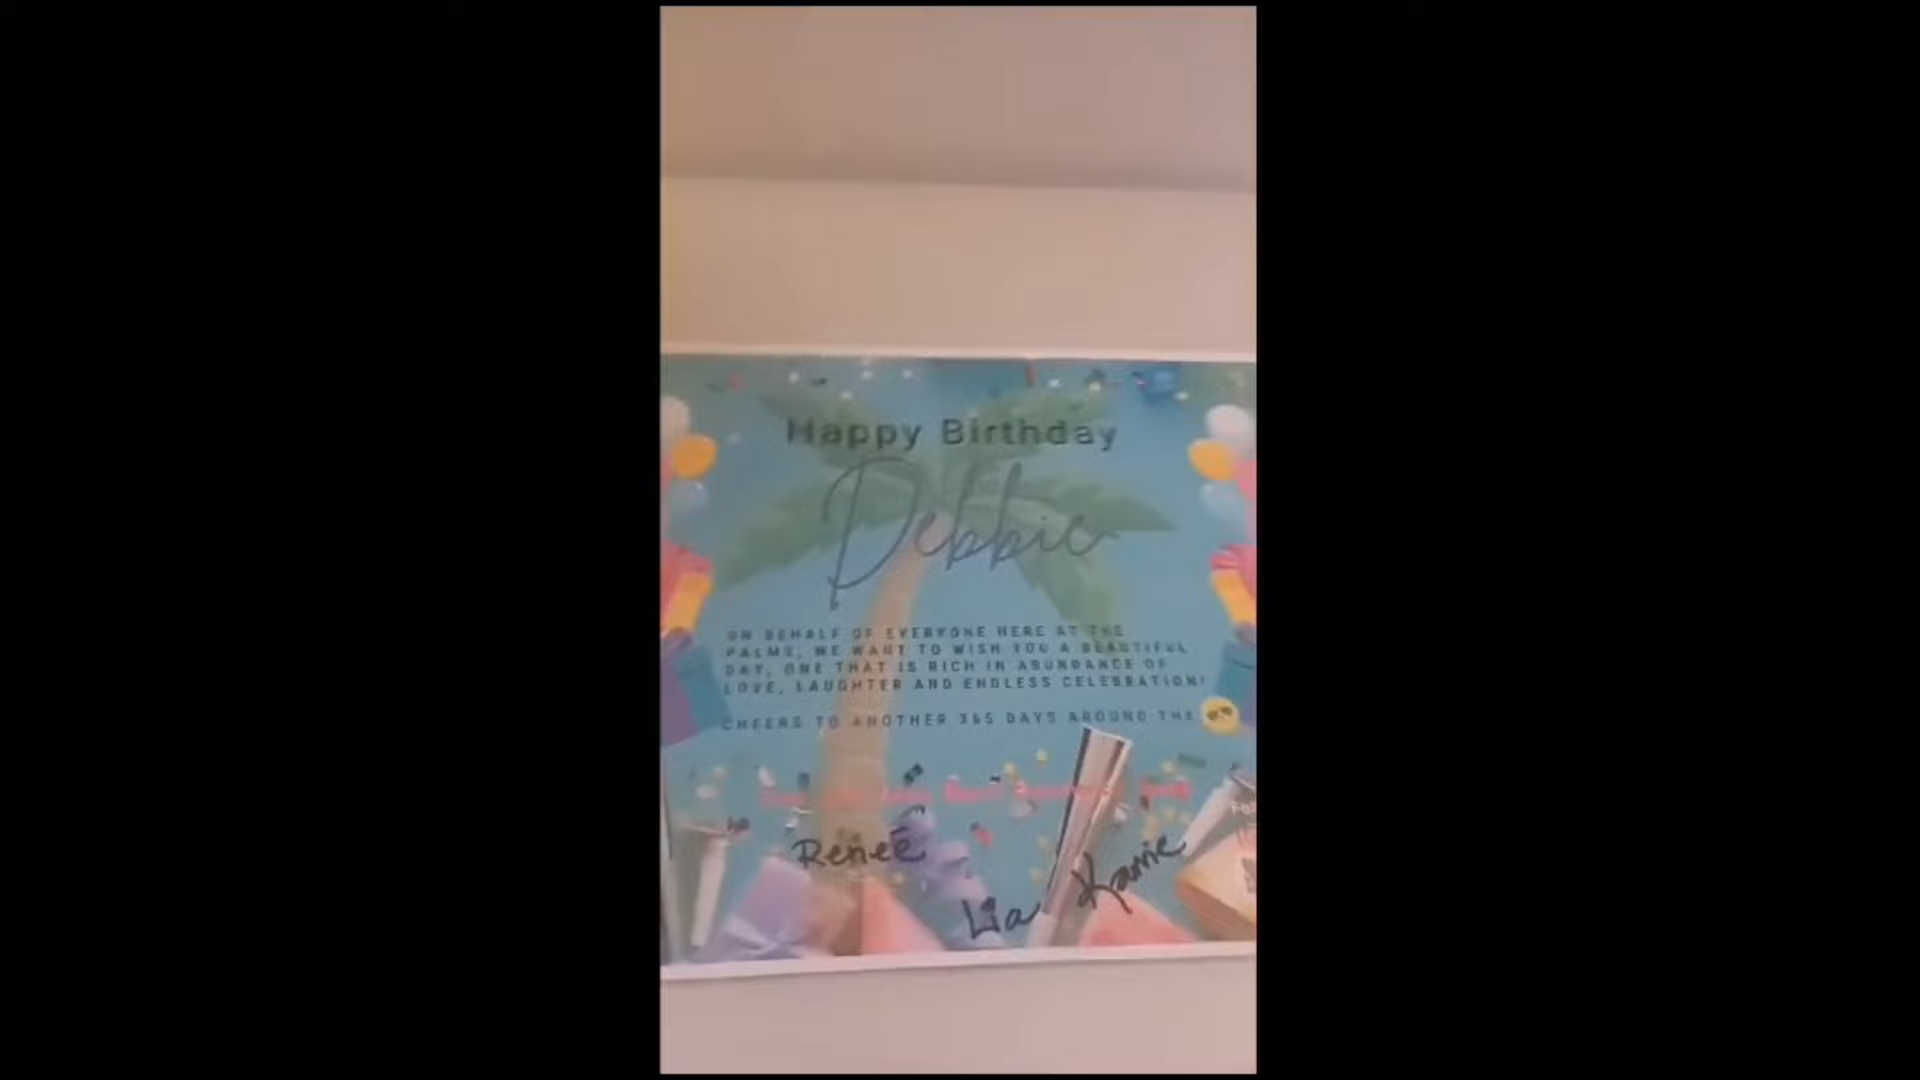 Happy Birthday
Debbie
ON BEHALF OF EVERYONE HERE AT THE
PALMS, WE WANT TO WISH YOU A BEAUTIFUL
DAY, ONE THAT IS RICH IN ABUNDANCE OF
LOVE, LAUGHTER AND ENDLESS CELEBRATION!
CHEERS TO ANOTHER 365 DAYS AROUND THE
Renee
Karrie
Lia